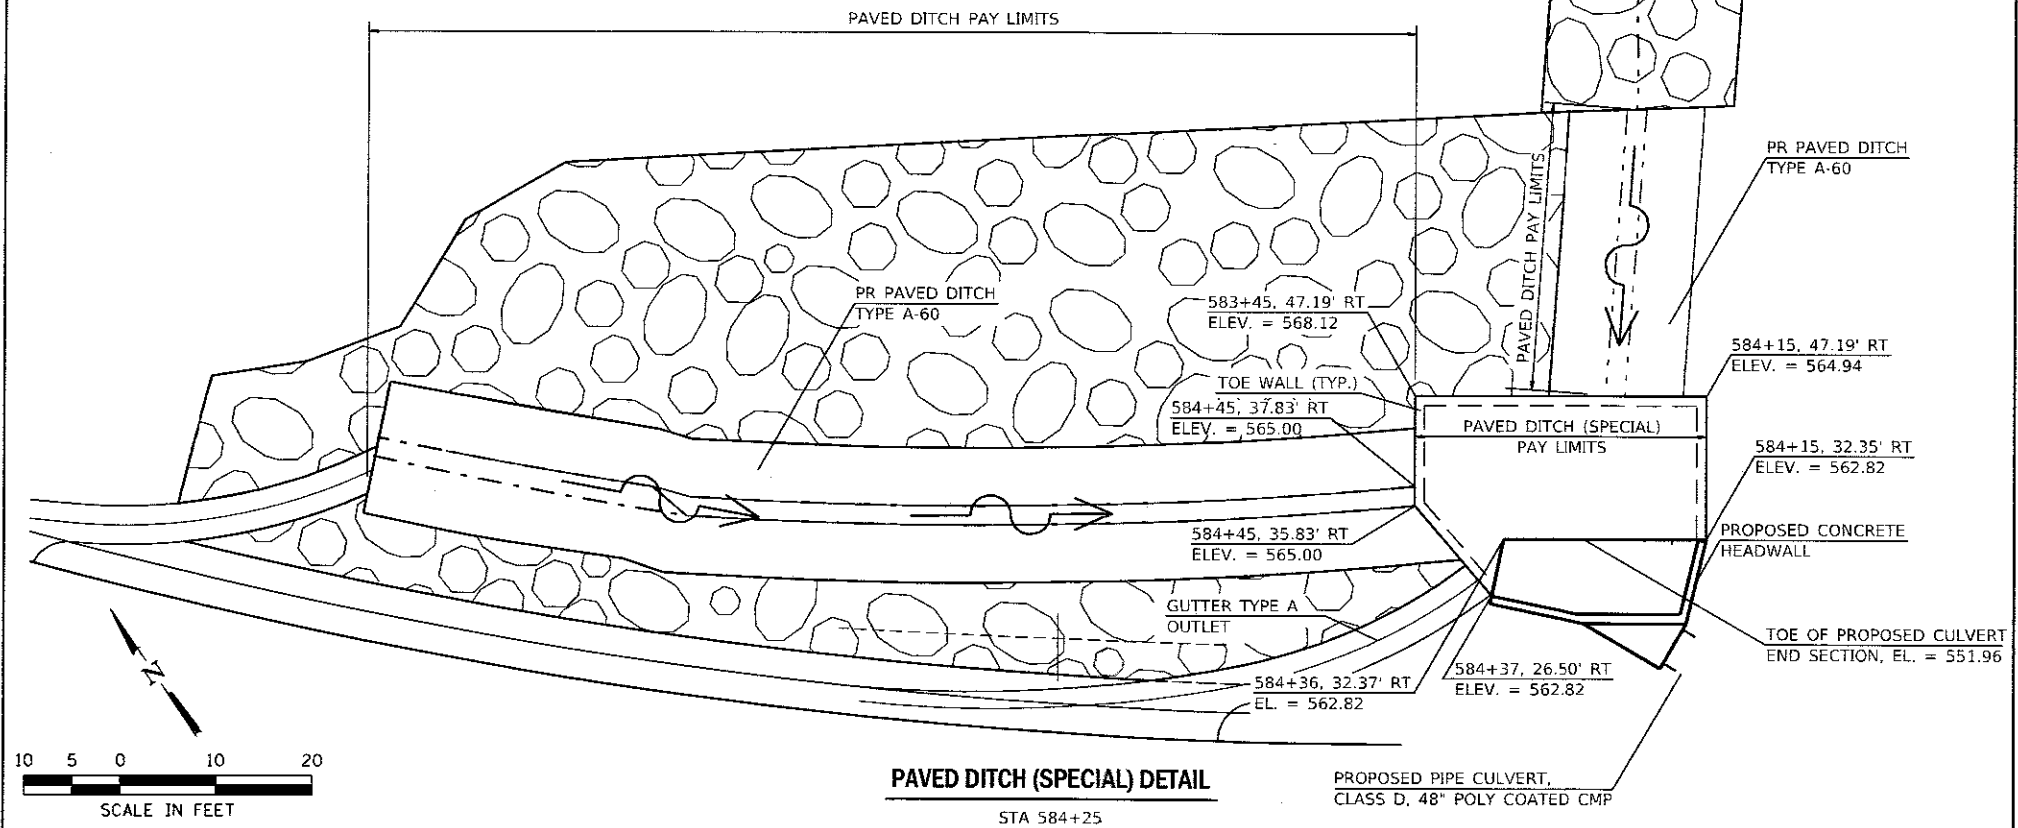 PAVED DITCH PAY LIMITS
PR PAVED DITCH
TYPE A-60
PAVED DITCH PAY LIMITS
PR PAVED DITCH
TYPE A-60
583+45, 47.19' RT
ELEV. = 568.12
584+15, 47.19' RT
ELEV. = 564.94
TOE WALL (TYP.)
584+45, 37.83' RT
ELEV. = 565.00
PAVED DITCH (SPECIAL)
PAY LIMITS
584+15, 32.35' RT
ELEV. = 562.82
584+45, 35.83' RT
ELEV. = 565.00
PROPOSED CONCRETE
HEADWALL
GUTTER TYPE A
OUTLET
TOE OF PROPOSED CULVERT
END SECTION, EL. = 551.96
584+36, 32.37' RT
EL. = 562.82
584+37, 26.50' RT
ELEV. = 562.82
N
10 5 0 10 20
SCALE IN FEET
PAVED DITCH (SPECIAL) DETAIL
STA 584+25
PROPOSED PIPE CULVERT,
CLASS D, 48" POLY COATED CMP